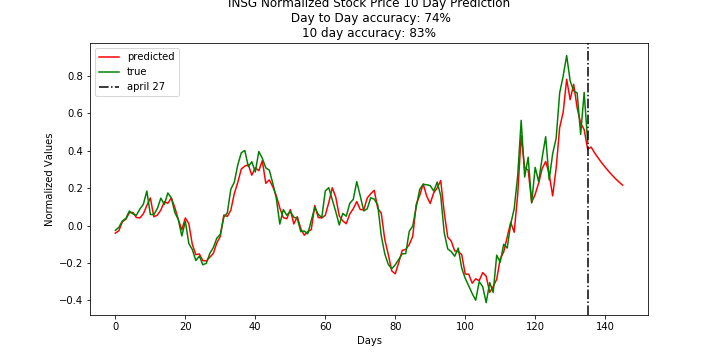 INSG Normalized Stock Price 10 Day Prediction
Day to Day accuracy: 74%
10 day accuracy: 83%
predicted
true
april 27
Normalized Values
0.8
0.6
0.4
0.2
0.0
−0.2
−0.4
0
20
40
60
80
100
120
140
Days